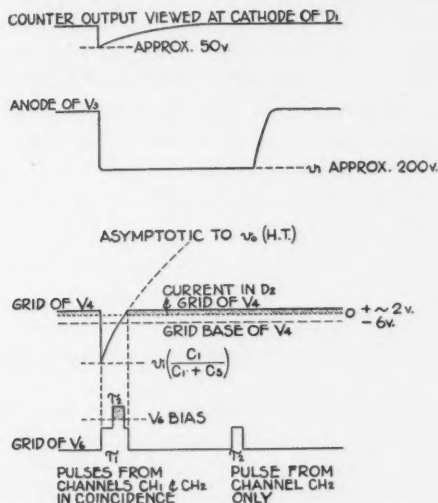 COUNTER OUTPUT VIEWED AT CATHODE OF D1
APPROX. 50v.
ANODE OF V3
v1 APPROX. 200v.
ASYMPTOTIC TO v0 (H.T.)
CURRENT IN D2
& GRID OF V4
GRID OF V4
0 + ~ 2v.
GRID BASE OF V4
-6v.
v1(C1/(C1+CS))
τ2
V6 BIAS
GRID OF V6
τ1
τ2
PULSES FROM
CHANNELS CH1 & CH2
IN COINCIDENCE
PULSE FROM
CHANNEL CH2
ONLY